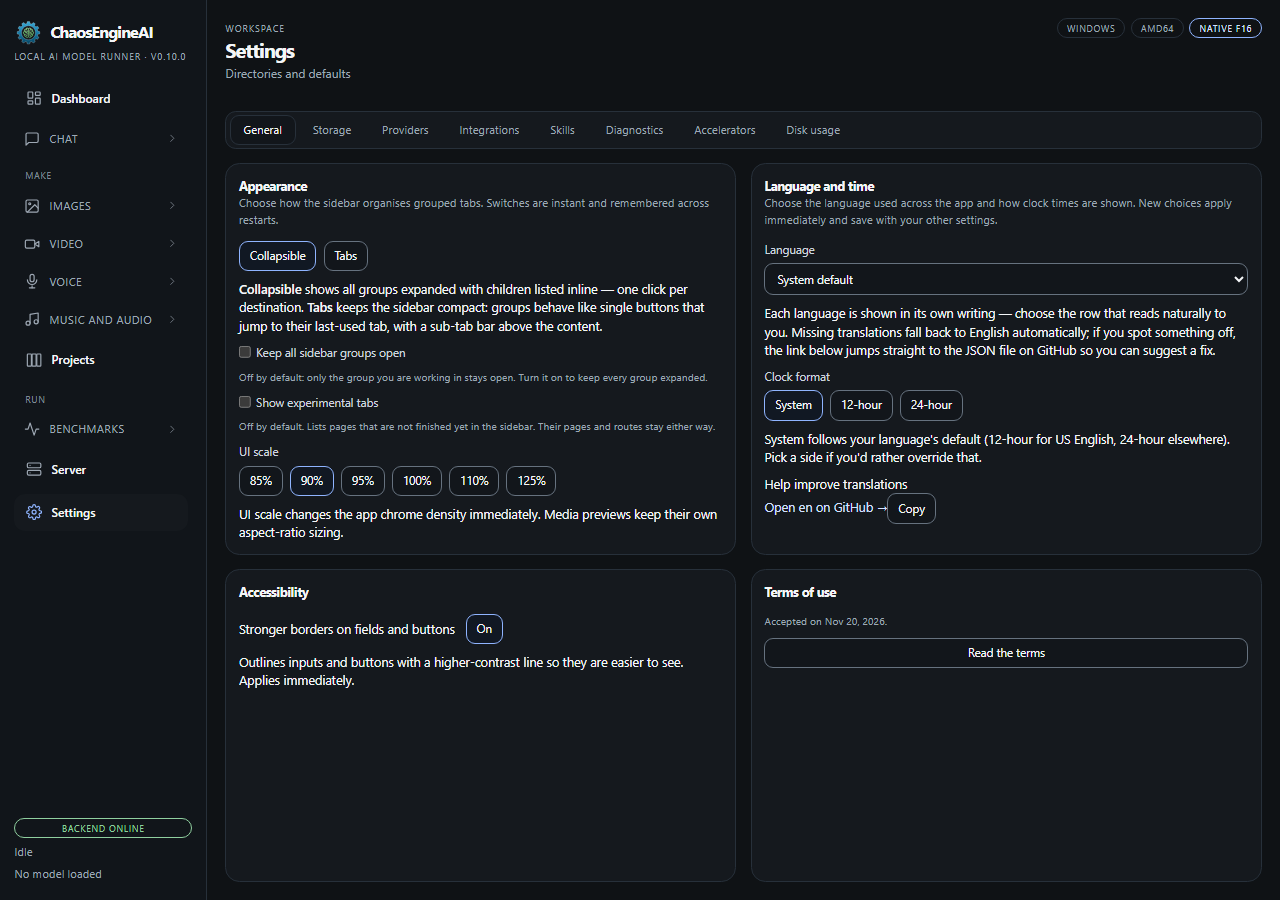 ChaosEngineAI
LOCAL AI MODEL RUNNER · V0.10.0
Dashboard
CHAT
MAKE
IMAGES
VIDEO
VOICE
MUSIC AND AUDIO
Projects
RUN
BENCHMARKS
Server
Settings
BACKEND ONLINE
Idle
No model loaded
WORKSPACE
Settings
Directories and defaults
WINDOWS
AMD64
NATIVE F16
General
Storage
Providers
Integrations
Skills
Diagnostics
Accelerators
Disk usage
Appearance
Choose how the sidebar organises grouped tabs. Switches are instant and remembered across
restarts.
Collapsible
Tabs
Collapsible shows all groups expanded with children listed inline — one click per
destination. Tabs keeps the sidebar compact: groups behave like single buttons that
jump to their last-used tab, with a sub-tab bar above the content.
Keep all sidebar groups open
Off by default: only the group you are working in stays open. Turn it on to keep every group expanded.
Show experimental tabs
Off by default. Lists pages that are not finished yet in the sidebar. Their pages and routes stay either way.
UI scale
85%
90%
95%
100%
110%
125%
UI scale changes the app chrome density immediately. Media previews keep their own
aspect-ratio sizing.
Language and time
Choose the language used across the app and how clock times are shown. New choices apply
immediately and save with your other settings.
Language
System default
Each language is shown in its own writing — choose the row that reads naturally to
you. Missing translations fall back to English automatically; if you spot something off,
the link below jumps straight to the JSON file on GitHub so you can suggest a fix.
Clock format
System
12-hour
24-hour
System follows your language's default (12-hour for US English, 24-hour elsewhere).
Pick a side if you'd rather override that.
Help improve translations
Open en on GitHub →
Copy
Accessibility
Stronger borders on fields and buttons
On
Outlines inputs and buttons with a higher-contrast line so they are easier to see.
Applies immediately.
Terms of use
Accepted on Nov 20, 2026.
Read the terms